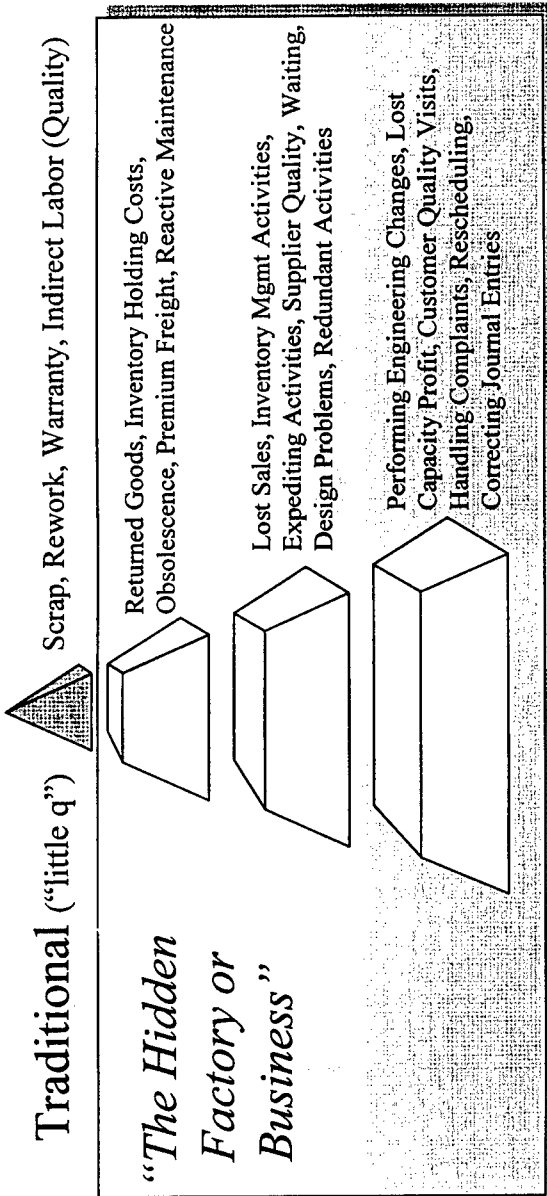 Traditional (“little q”)
Scrap, Rework, Warranty, Indirect Labor (Quality)
“The Hidden
Factory or
Business”
Returned Goods, Inventory Holding Costs,
Obsolescence, Premium Freight, Reactive Maintenance
Lost Sales, Inventory Mgmt Activities,
Expediting Activities, Supplier Quality, Waiting,
Design Problems, Redundant Activities
Performing Engineering Changes, Lost
Capacity Profit, Customer Quality Visits,
Handling Complaints, Rescheduling,
Correcting Journal Entries